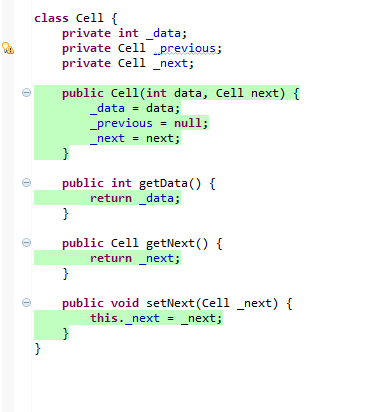 class Cell {
    private int _data;
    private Cell _previous;
    private Cell _next;
    public Cell(int data, Cell next) {
        _data = data;
        _previous = null;
        _next = next;
    }
    public int getData() {
        return _data;
    }
    public Cell getNext() {
        return _next;
    }
    public void setNext(Cell _next) {
        this._next = _next;
    }
}